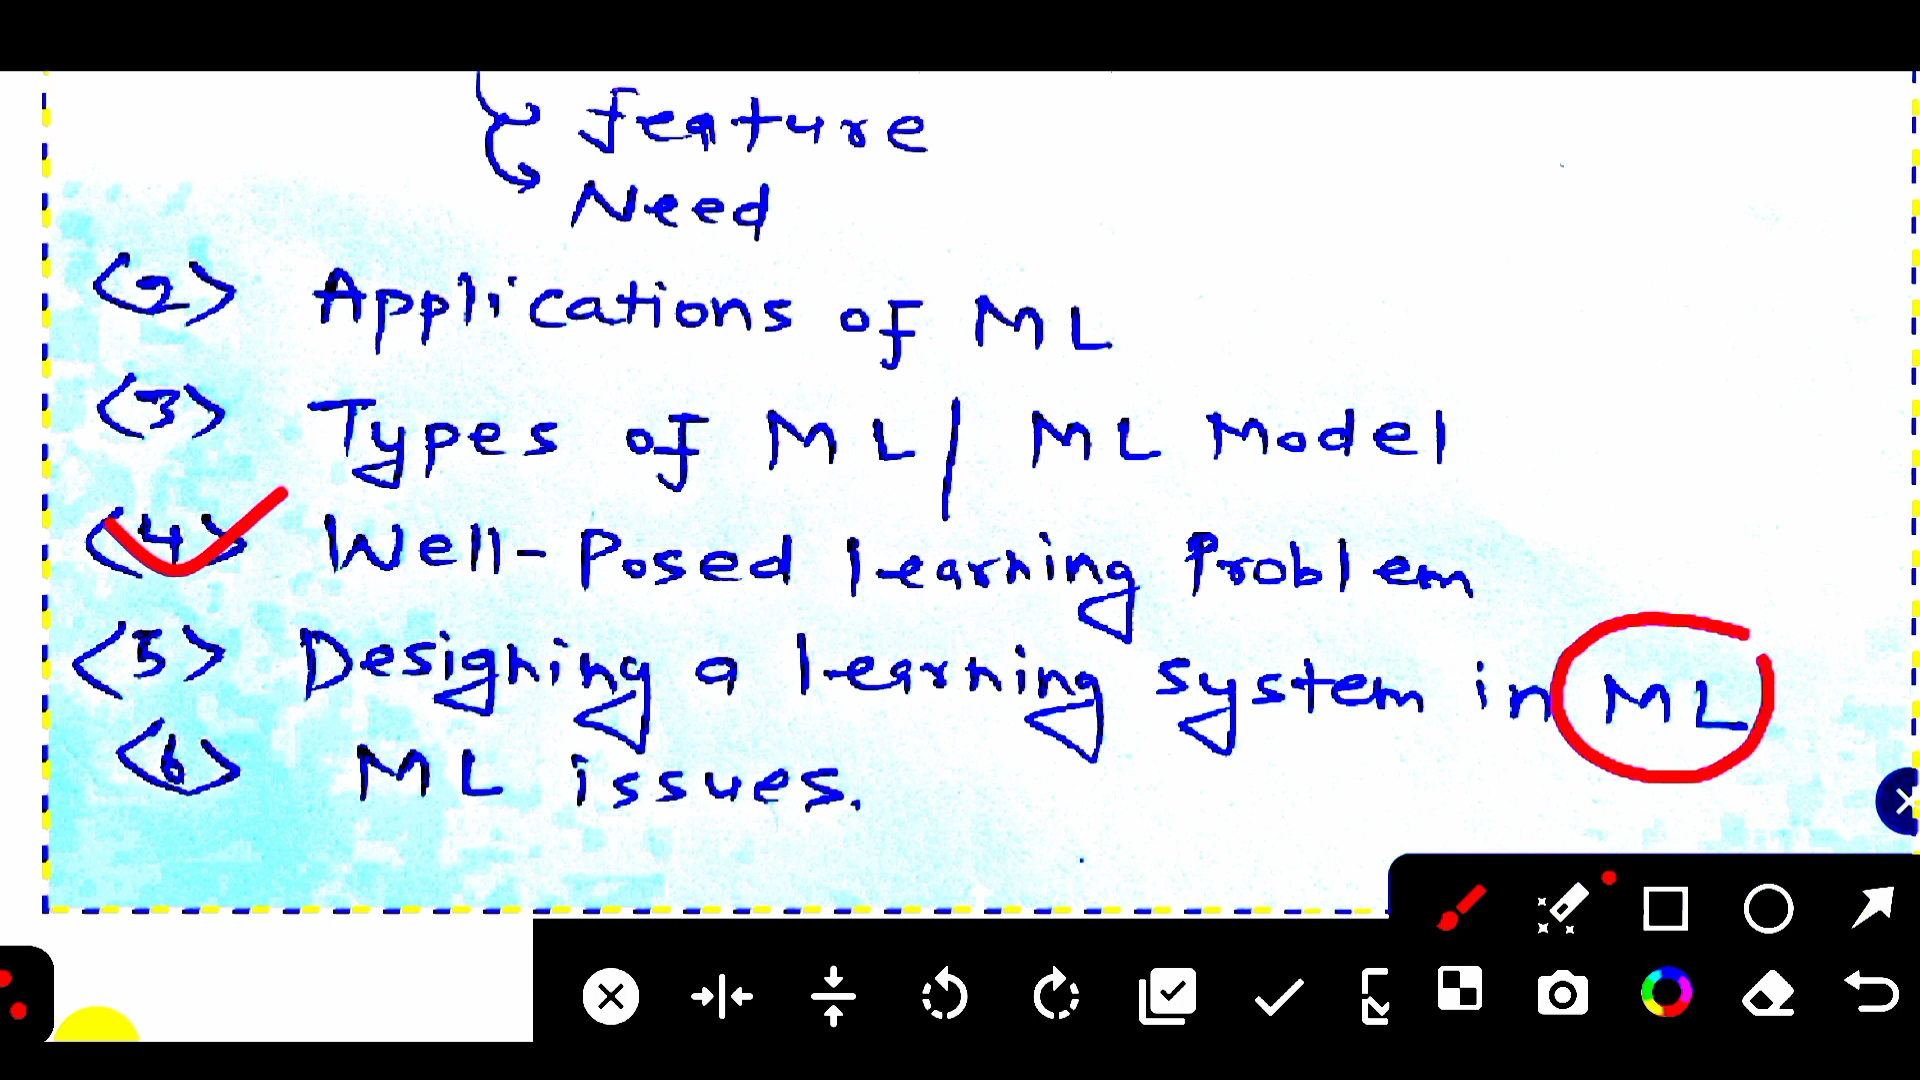 Feature
Need
<2> Applications of ML
<3> Types of ML/ ML Model
<4> Well-Posed learning Problem
<5> Designing a learning system in ML
<6> ML issues.